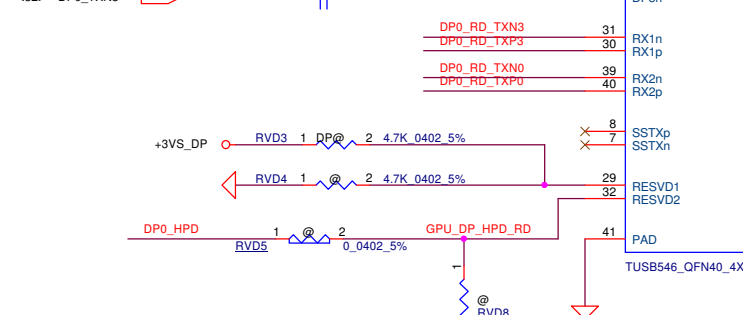 DP0_RD_TXN3 31 RX1n
DP0_RD_TXP3 30 RX1p
DP0_RD_TXN0 39 RX2n
DP0_RD_TXP0 40 RX2p
8 SSTXp
+3VS_DP RVD3 1 DP@ 2 4.7K_0402_5% 7 SSTXn
RVD4 1 @ 2 4.7K_0402_5% 29 RESVD1
32 RESVD2
DP0_HPD 1 @ 2 GPU_DP_HPD_RD 41 PAD
RVD5 0_0402_5%
TUSB546_QFN40_4X
1
@
RVD8